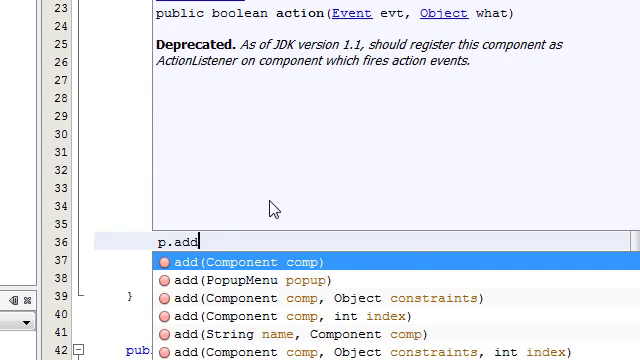 23
public boolean action(Event evt, Object what)
24
25 Deprecated. As of JDK version 1.1, should register this component as
26 ActionListener on component which fires action events.
27
28
29
30
31
32
33
34
35
36 p.add
37 add(Component comp)
38 add(PopupMenu popup)
39 } add(Component comp, Object constraints)
40 add(Component comp, int index)
41 add(String name, Component comp)
42 pub add(Component comp, Object constraints, int index)